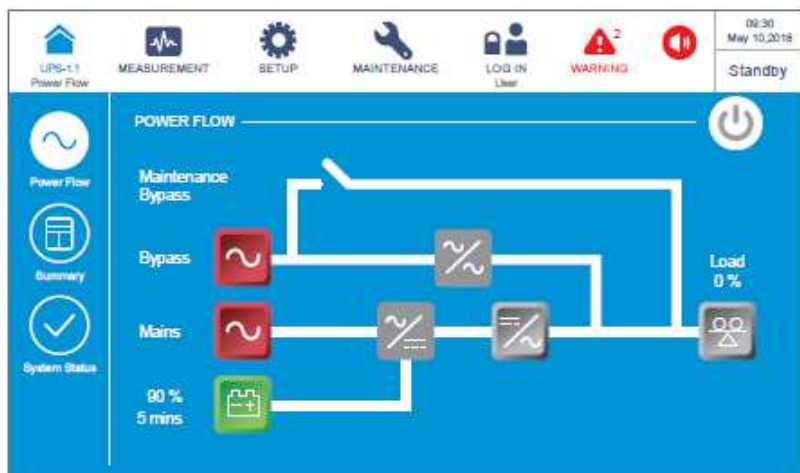 UPS-1.1
Power Flow
MEASUREMENT
SETUP
MAINTENANCE
LOG IN
User
2
WARNING
09:30
May 10,2018
Standby
POWER FLOW
Power Flow
Summary
System Status
Maintenance
Bypass
Bypass
Mains
90 %
5 mins
Load
0 %